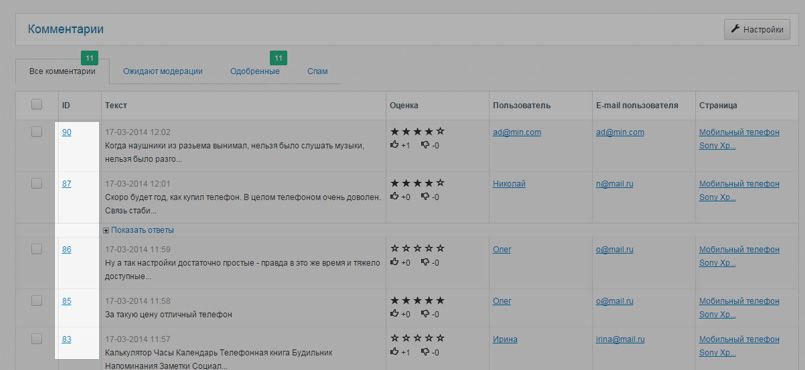 Комментарии
Настройки
11 11
Все комментарии Ожидают модерации Одобренные Спам
ID Текст Оценка Пользователь E-mail пользователя Страница
90 17-03-2014 12:02 ad@min.com ad@min.com Мобильный телефон
Когда наушники из разьема вынимал, нельзя было слушать музыки, +1 -0 Sony Xp...
нельзя было разго...
87 17-03-2014 12:01 Николай n@mail.ru Мобильный телефон
Скоро будет год, как купил телефон. В целом телефоном очень доволен. +0 -0 Sony Xp...
Связь стаби...
Показать ответы
86 17-03-2014 11:59 Олег o@mail.ru Мобильный телефон
Ну а так настройки достаточно простые - правда в это же время и тяжело +0 -0 Sony Xp...
доступные...
85 17-03-2014 11:58 Олег o@mail.ru Мобильный телефон
За такую цену отличный телефон +0 -0 Sony Xp...
83 17-03-2014 11:57 Ирина irina@mail.ru Мобильный телефон
Калькулятор Часы Календарь Телефонная книга Будильник +1 -0 Sony Xp...
Напоминания Заметки Социал...